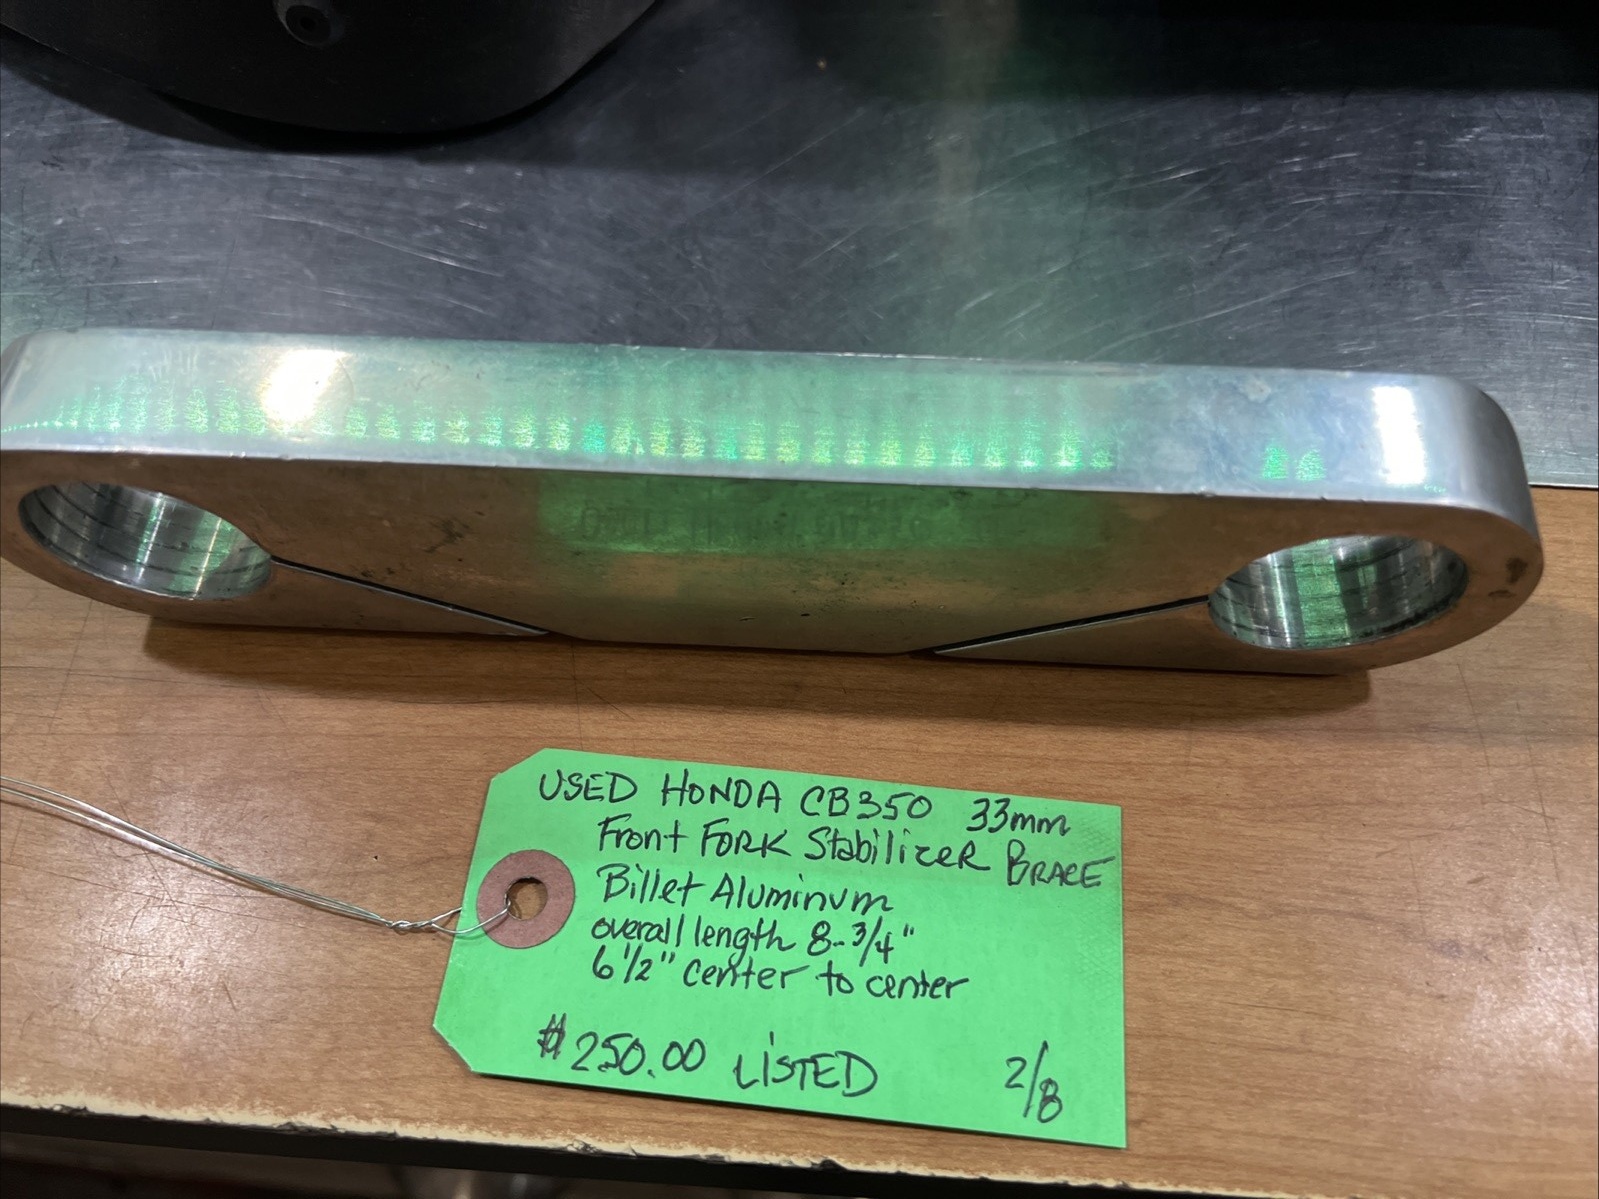 USED HONDA CB350 33mm
Front FORK StabilizeR BRACE
Billet Aluminum
overall length 8-3/4"
6 1/2" center to center
$250.00 LiSTED 2/8